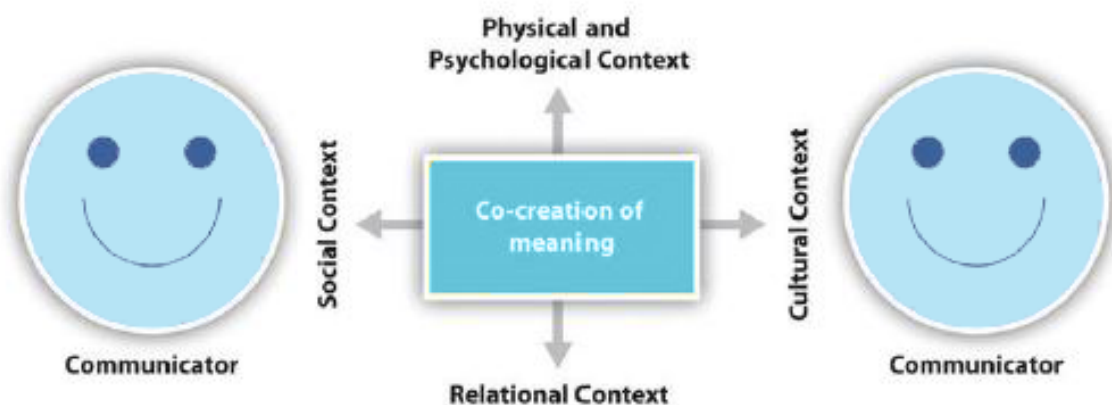 Physical and
Psychological Context
Social Context
Co-creation of
meaning
Cultural Context
Communicator
Communicator
Relational Context